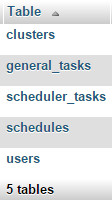 Table
clusters
general_tasks
scheduler_tasks
schedules
users
5 tables